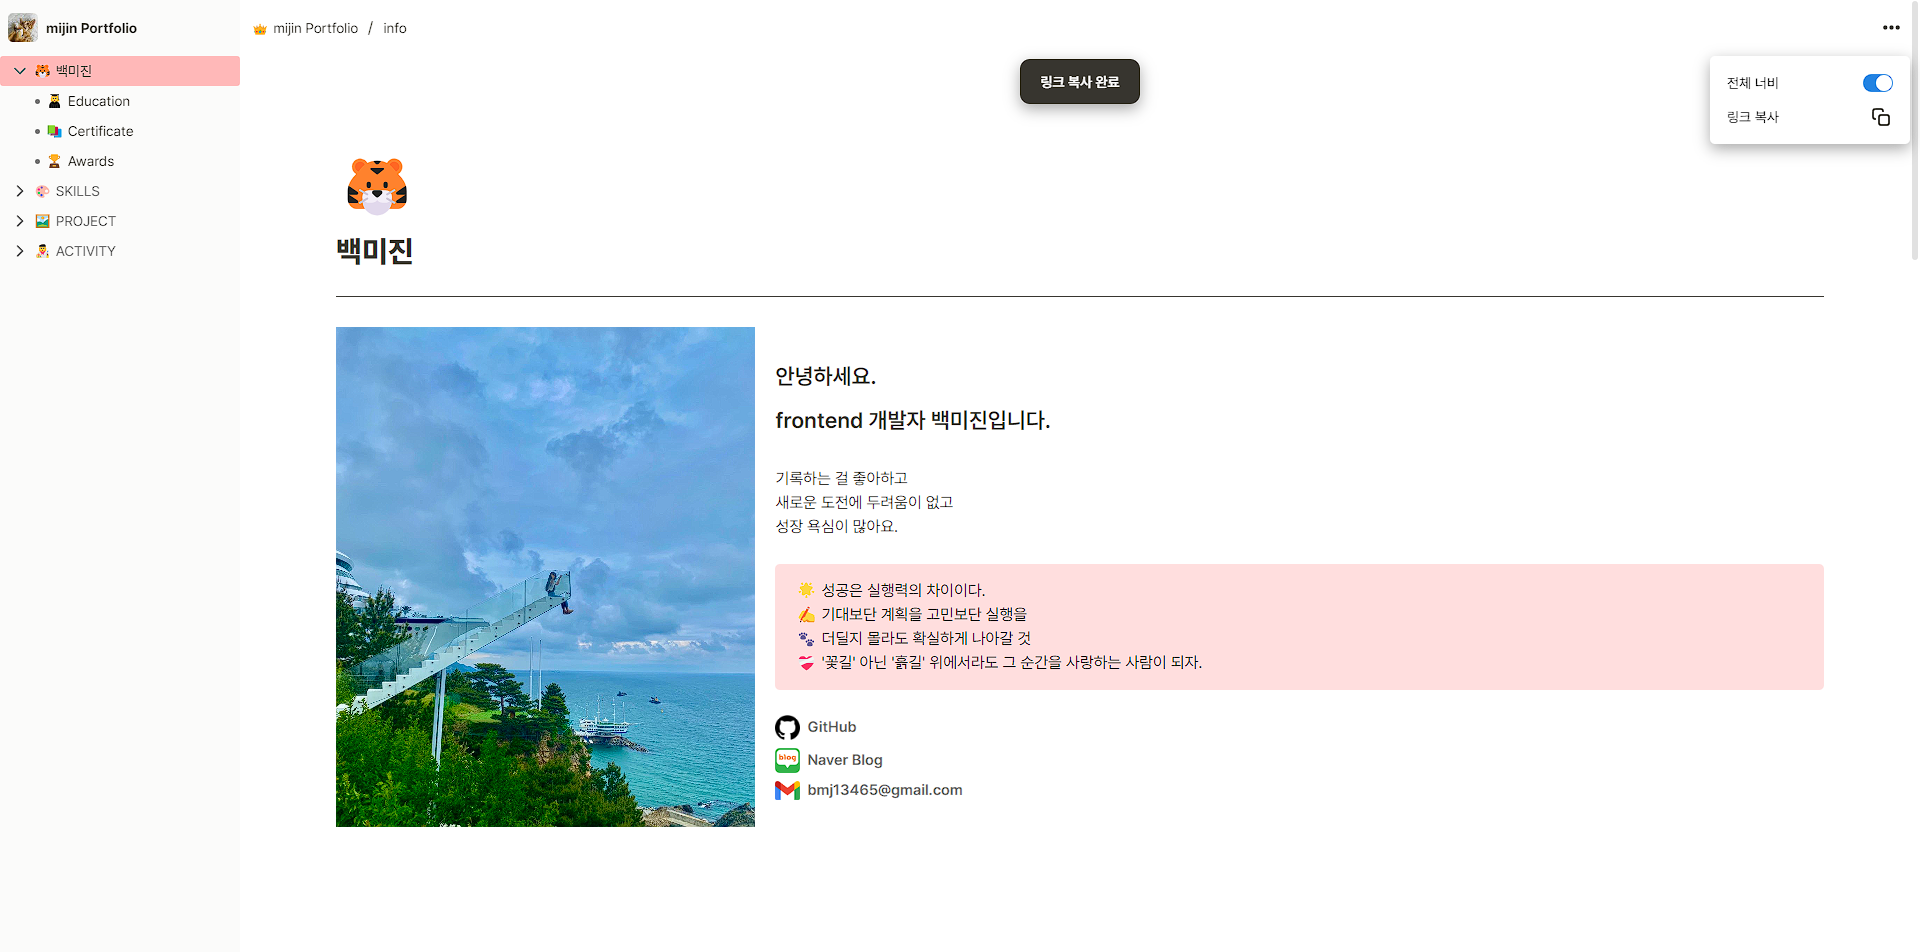 mijin Portfolio
백미진
Education
Certificate
Awards
SKILLS
PROJECT
ACTIVITY
mijin Portfolio / info
링크 복사 완료
전체 너비
링크 복사
백미진
안녕하세요.
frontend 개발자 백미진입니다.
기록하는 걸 좋아하고
새로운 도전에 두려움이 없고
성장 욕심이 많아요.
성공은 실행력의 차이이다.
기대보단 계획을 고민보단 실행을
더딜지 몰라도 확실하게 나아갈 것
'꽃길' 아닌 '흙길' 위에서라도 그 순간을 사랑하는 사람이 되자.
GitHub
blog
Naver Blog
bmj13465@gmail.com